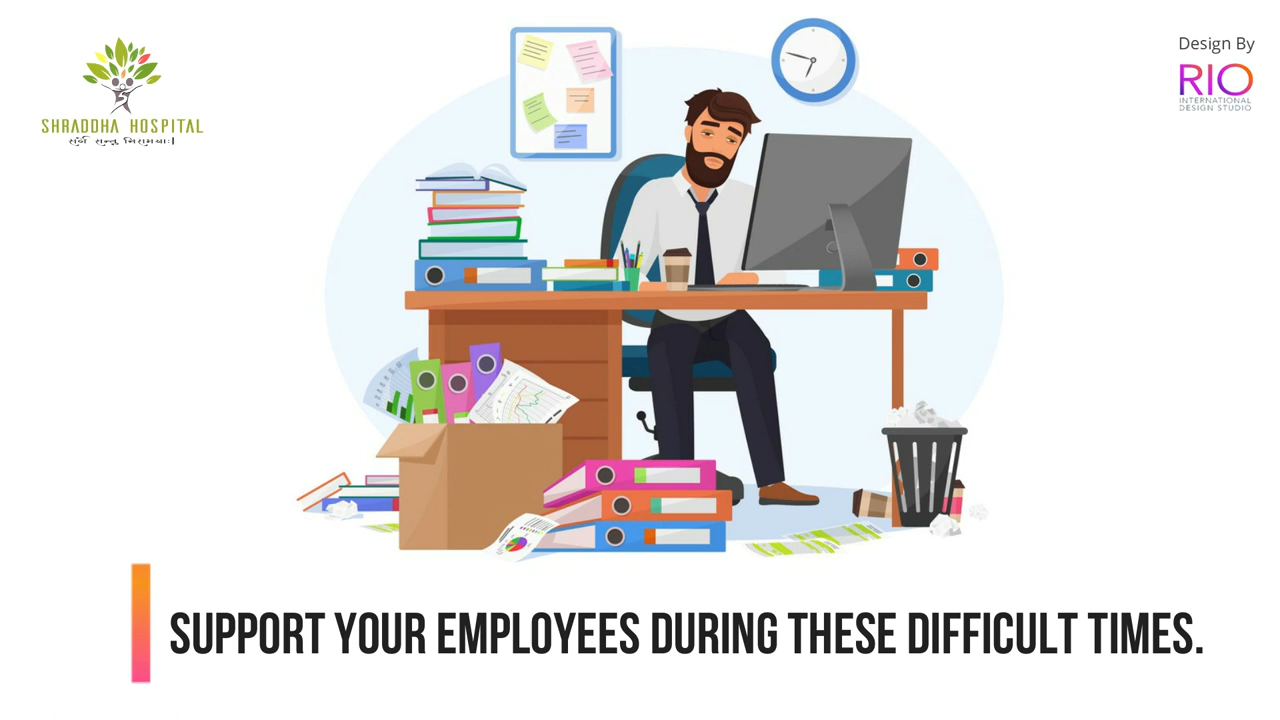 SHRADDHA HOSPITAL
Design By
RIO
INTERNATIONAL
DESIGN STUDIO
SUPPORT YOUR EMPLOYEES DURING THESE DIFFICULT TIMES.